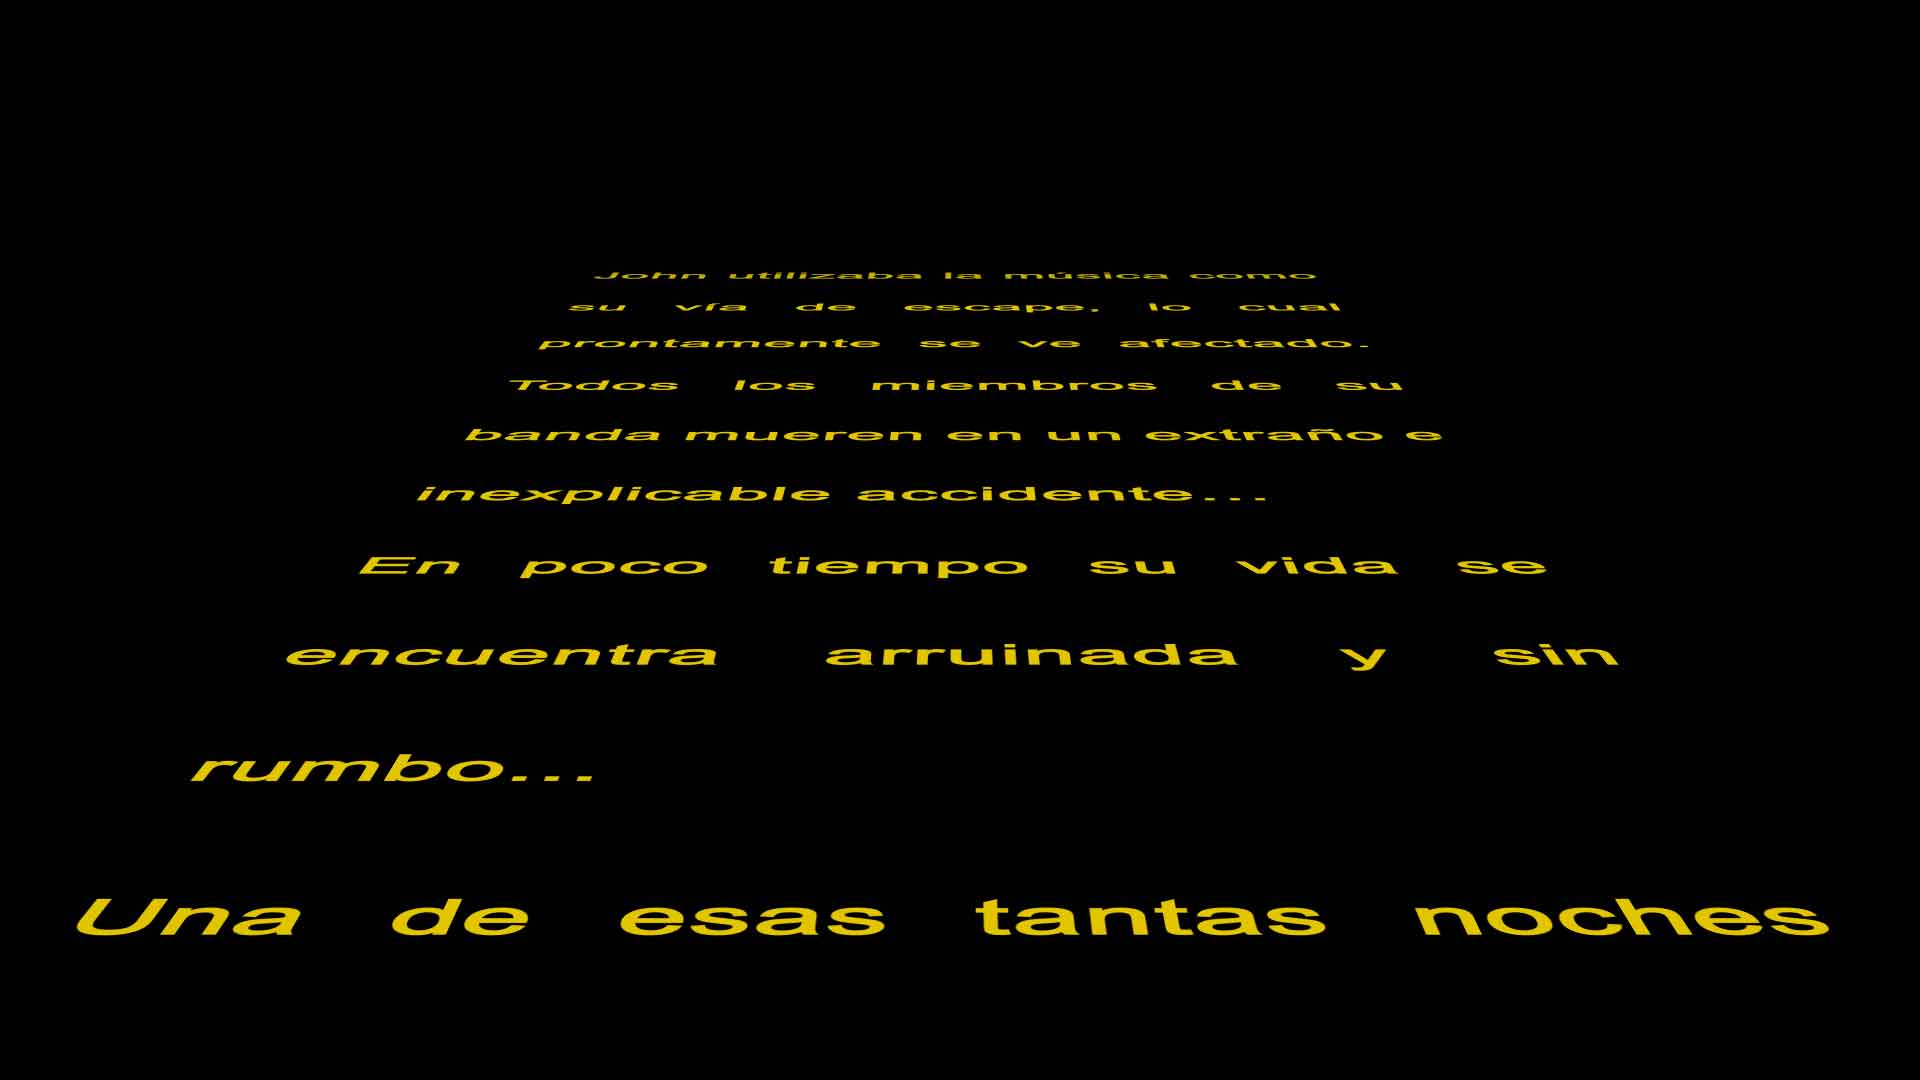 John utilizaba la música como
su vía de escape, lo cual
prontamente se ve afectado.
Todos los miembros de su
banda mueren en un extraño e
inexplicable accidente...
En poco tiempo su vida se
encuentra arruinada y sin
rumbo...
Una de esas tantas noches